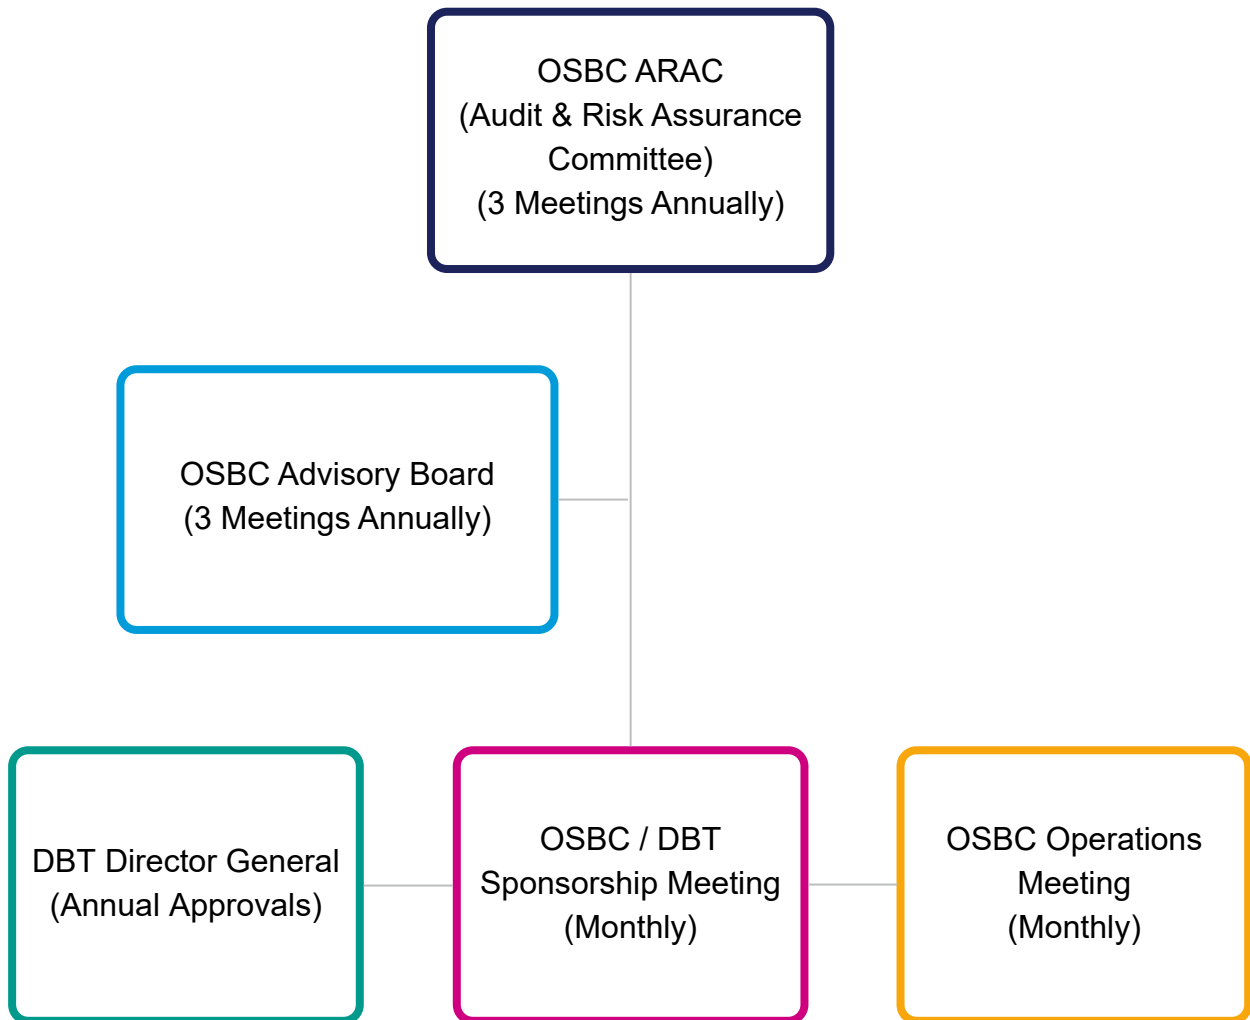 OSBC ARAC
(Audit & Risk Assurance
Committee)
(3 Meetings Annually)
OSBC Advisory Board
(3 Meetings Annually)
DBT Director General
(Annual Approvals)
OSBC / DBT
Sponsorship Meeting
(Monthly)
OSBC Operations
Meeting
(Monthly)